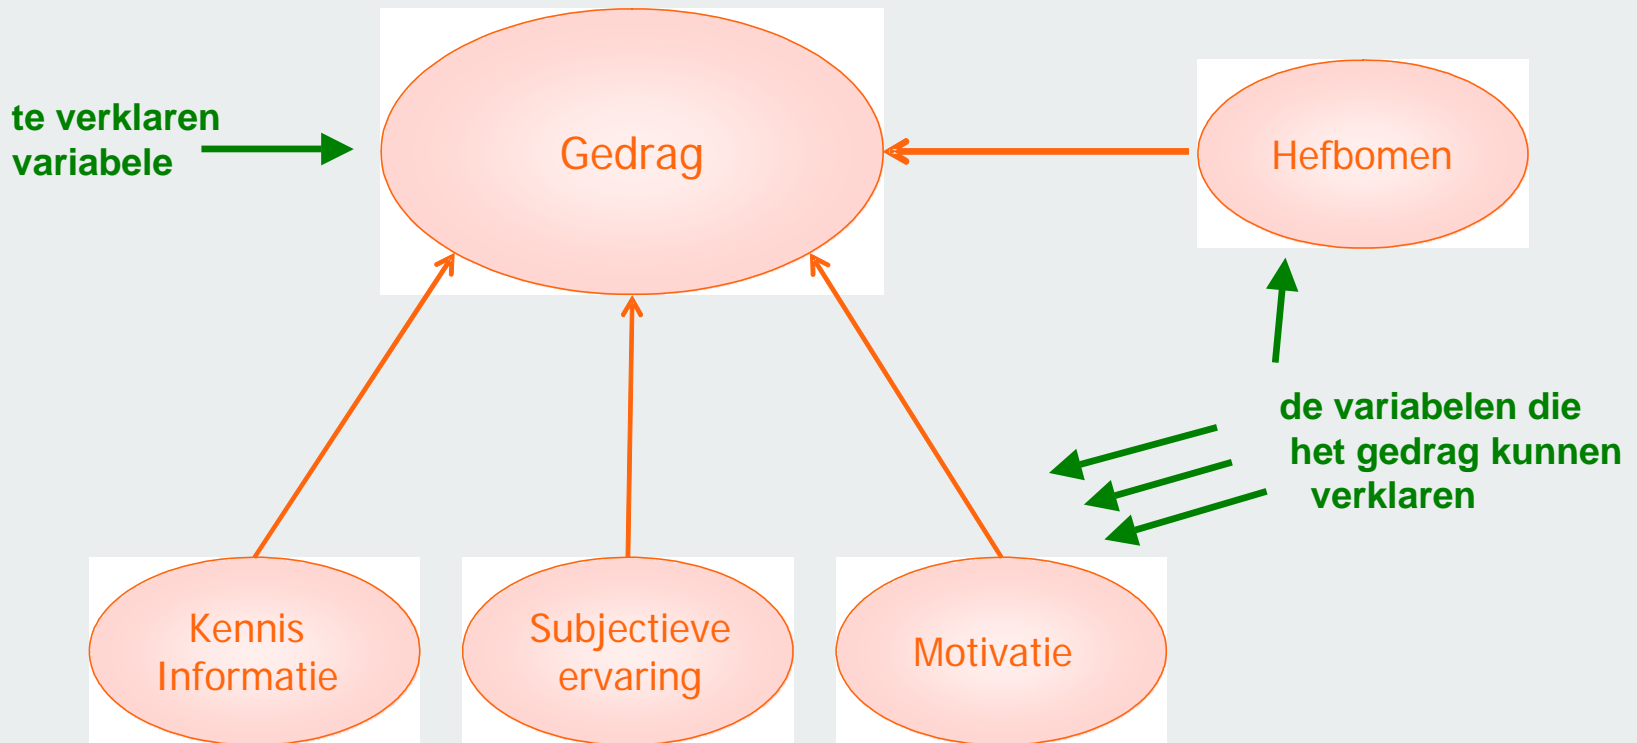 te verklaren
variabele
Gedrag
Hefbomen
de variabelen die
het gedrag kunnen
verklaren
Kennis
Informatie
Subjectieve
ervaring
Motivatie